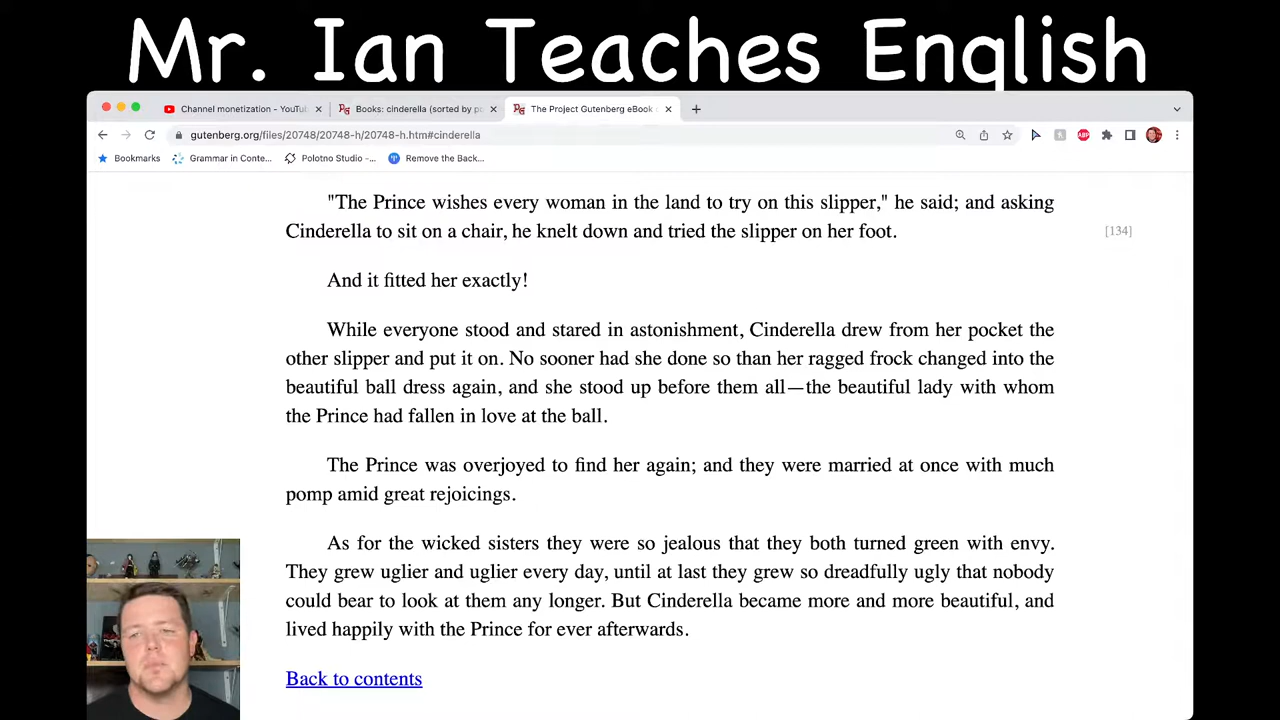 Mr. Ian Teaches English
Channel monetization - YouTu
Books: cinderella (sorted by po
The Project Gutenberg eBook
gutenberg.org/files/20748/20748-h/20748-h.htm#cinderella
Bookmarks
Grammar in Conte...
Polotno Studio -...
Remove the Back...
"The Prince wishes every woman in the land to try on this slipper," he said; and asking
Cinderella to sit on a chair, he knelt down and tried the slipper on her foot.
[134]
And it fitted her exactly!
While everyone stood and stared in astonishment, Cinderella drew from her pocket the
other slipper and put it on. No sooner had she done so than her ragged frock changed into the
beautiful ball dress again, and she stood up before them all—the beautiful lady with whom
the Prince had fallen in love at the ball.
The Prince was overjoyed to find her again; and they were married at once with much
pomp amid great rejoicings.
As for the wicked sisters they were so jealous that they both turned green with envy.
They grew uglier and uglier every day, until at last they grew so dreadfully ugly that nobody
could bear to look at them any longer. But Cinderella became more and more beautiful, and
lived happily with the Prince for ever afterwards.
Back to contents